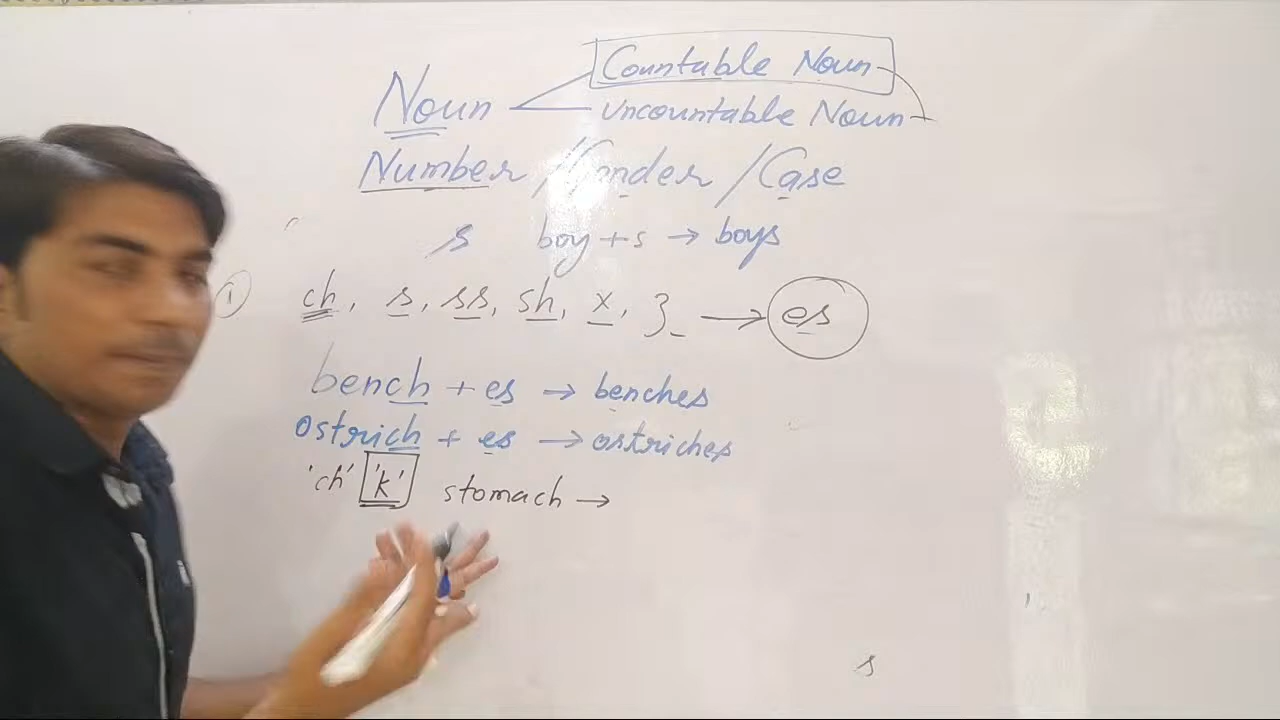 Countable Noun
Noun
Uncountable Noun
Number / Gender / Case
s boy + s → boys
① ch, s, ss, sh, x, z → es
bench + es → benches
ostrich + es → ostriches
'ch' 'k' stomach →
s